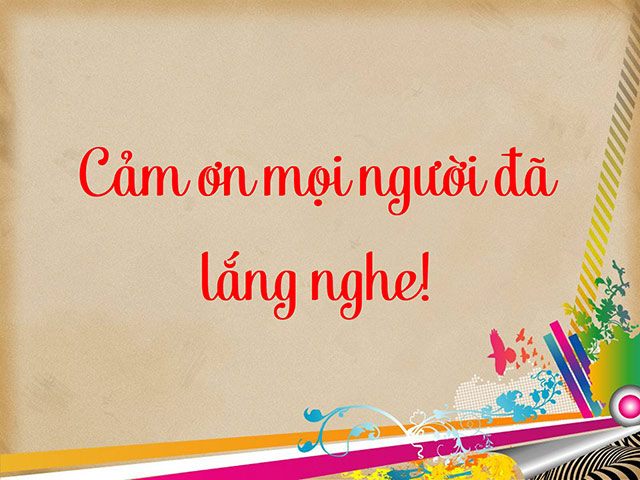 Cảm ơn mọi người đã
lắng nghe!